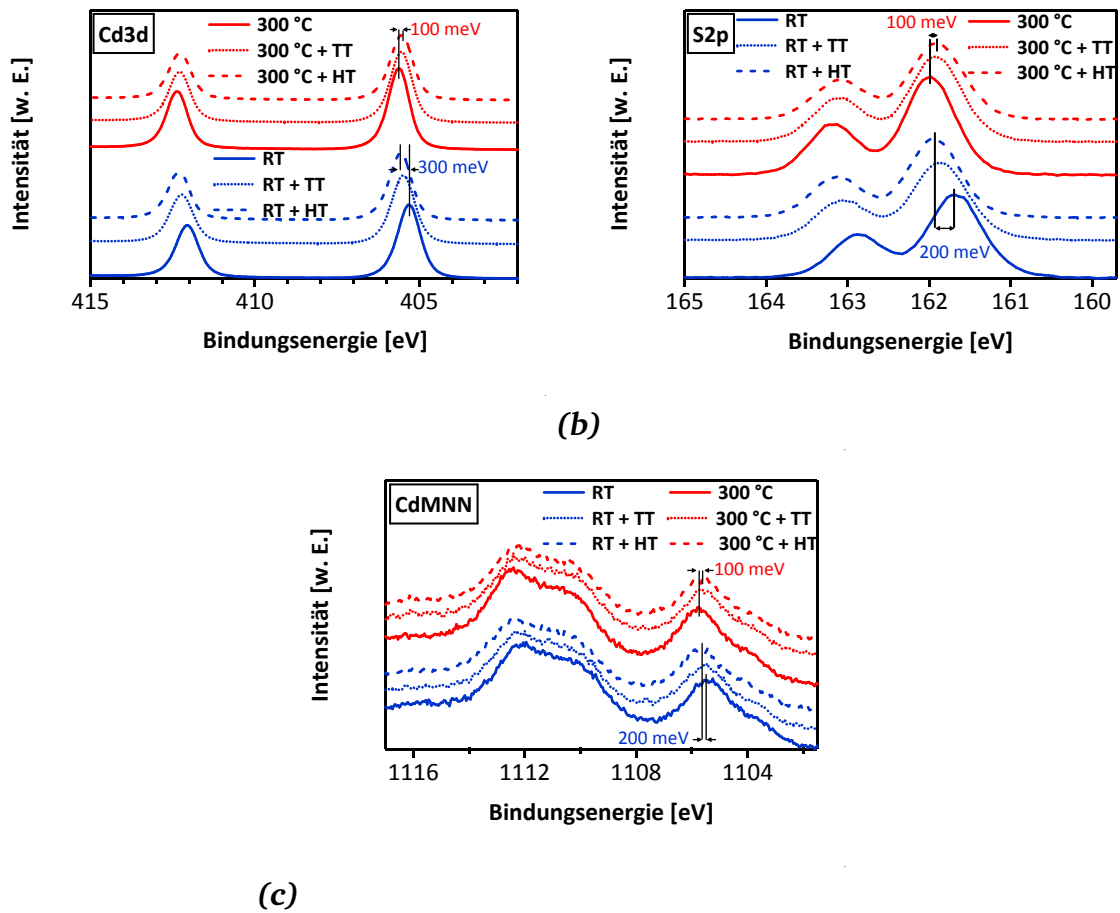 Cd3d
300 °C
300 °C + TT
300 °C + HT
100 meV
RT
RT + TT
RT + HT
300 meV
Intensität [w. E.]
415
410
405
Bindungsenergie [eV]
S2p
RT
RT + TT
RT + HT
100 meV
300 °C
300 °C + TT
300 °C + HT
200 meV
Intensität [w. E.]
165
164
163
162
161
160
Bindungsenergie [eV]
(b)
CdMNN
RT
RT + TT
RT + HT
300 °C
300 °C + TT
300 °C + HT
100 meV
200 meV
Intensität [w. E.]
1116
1112
1108
1104
Bindungsenergie [eV]
(c)